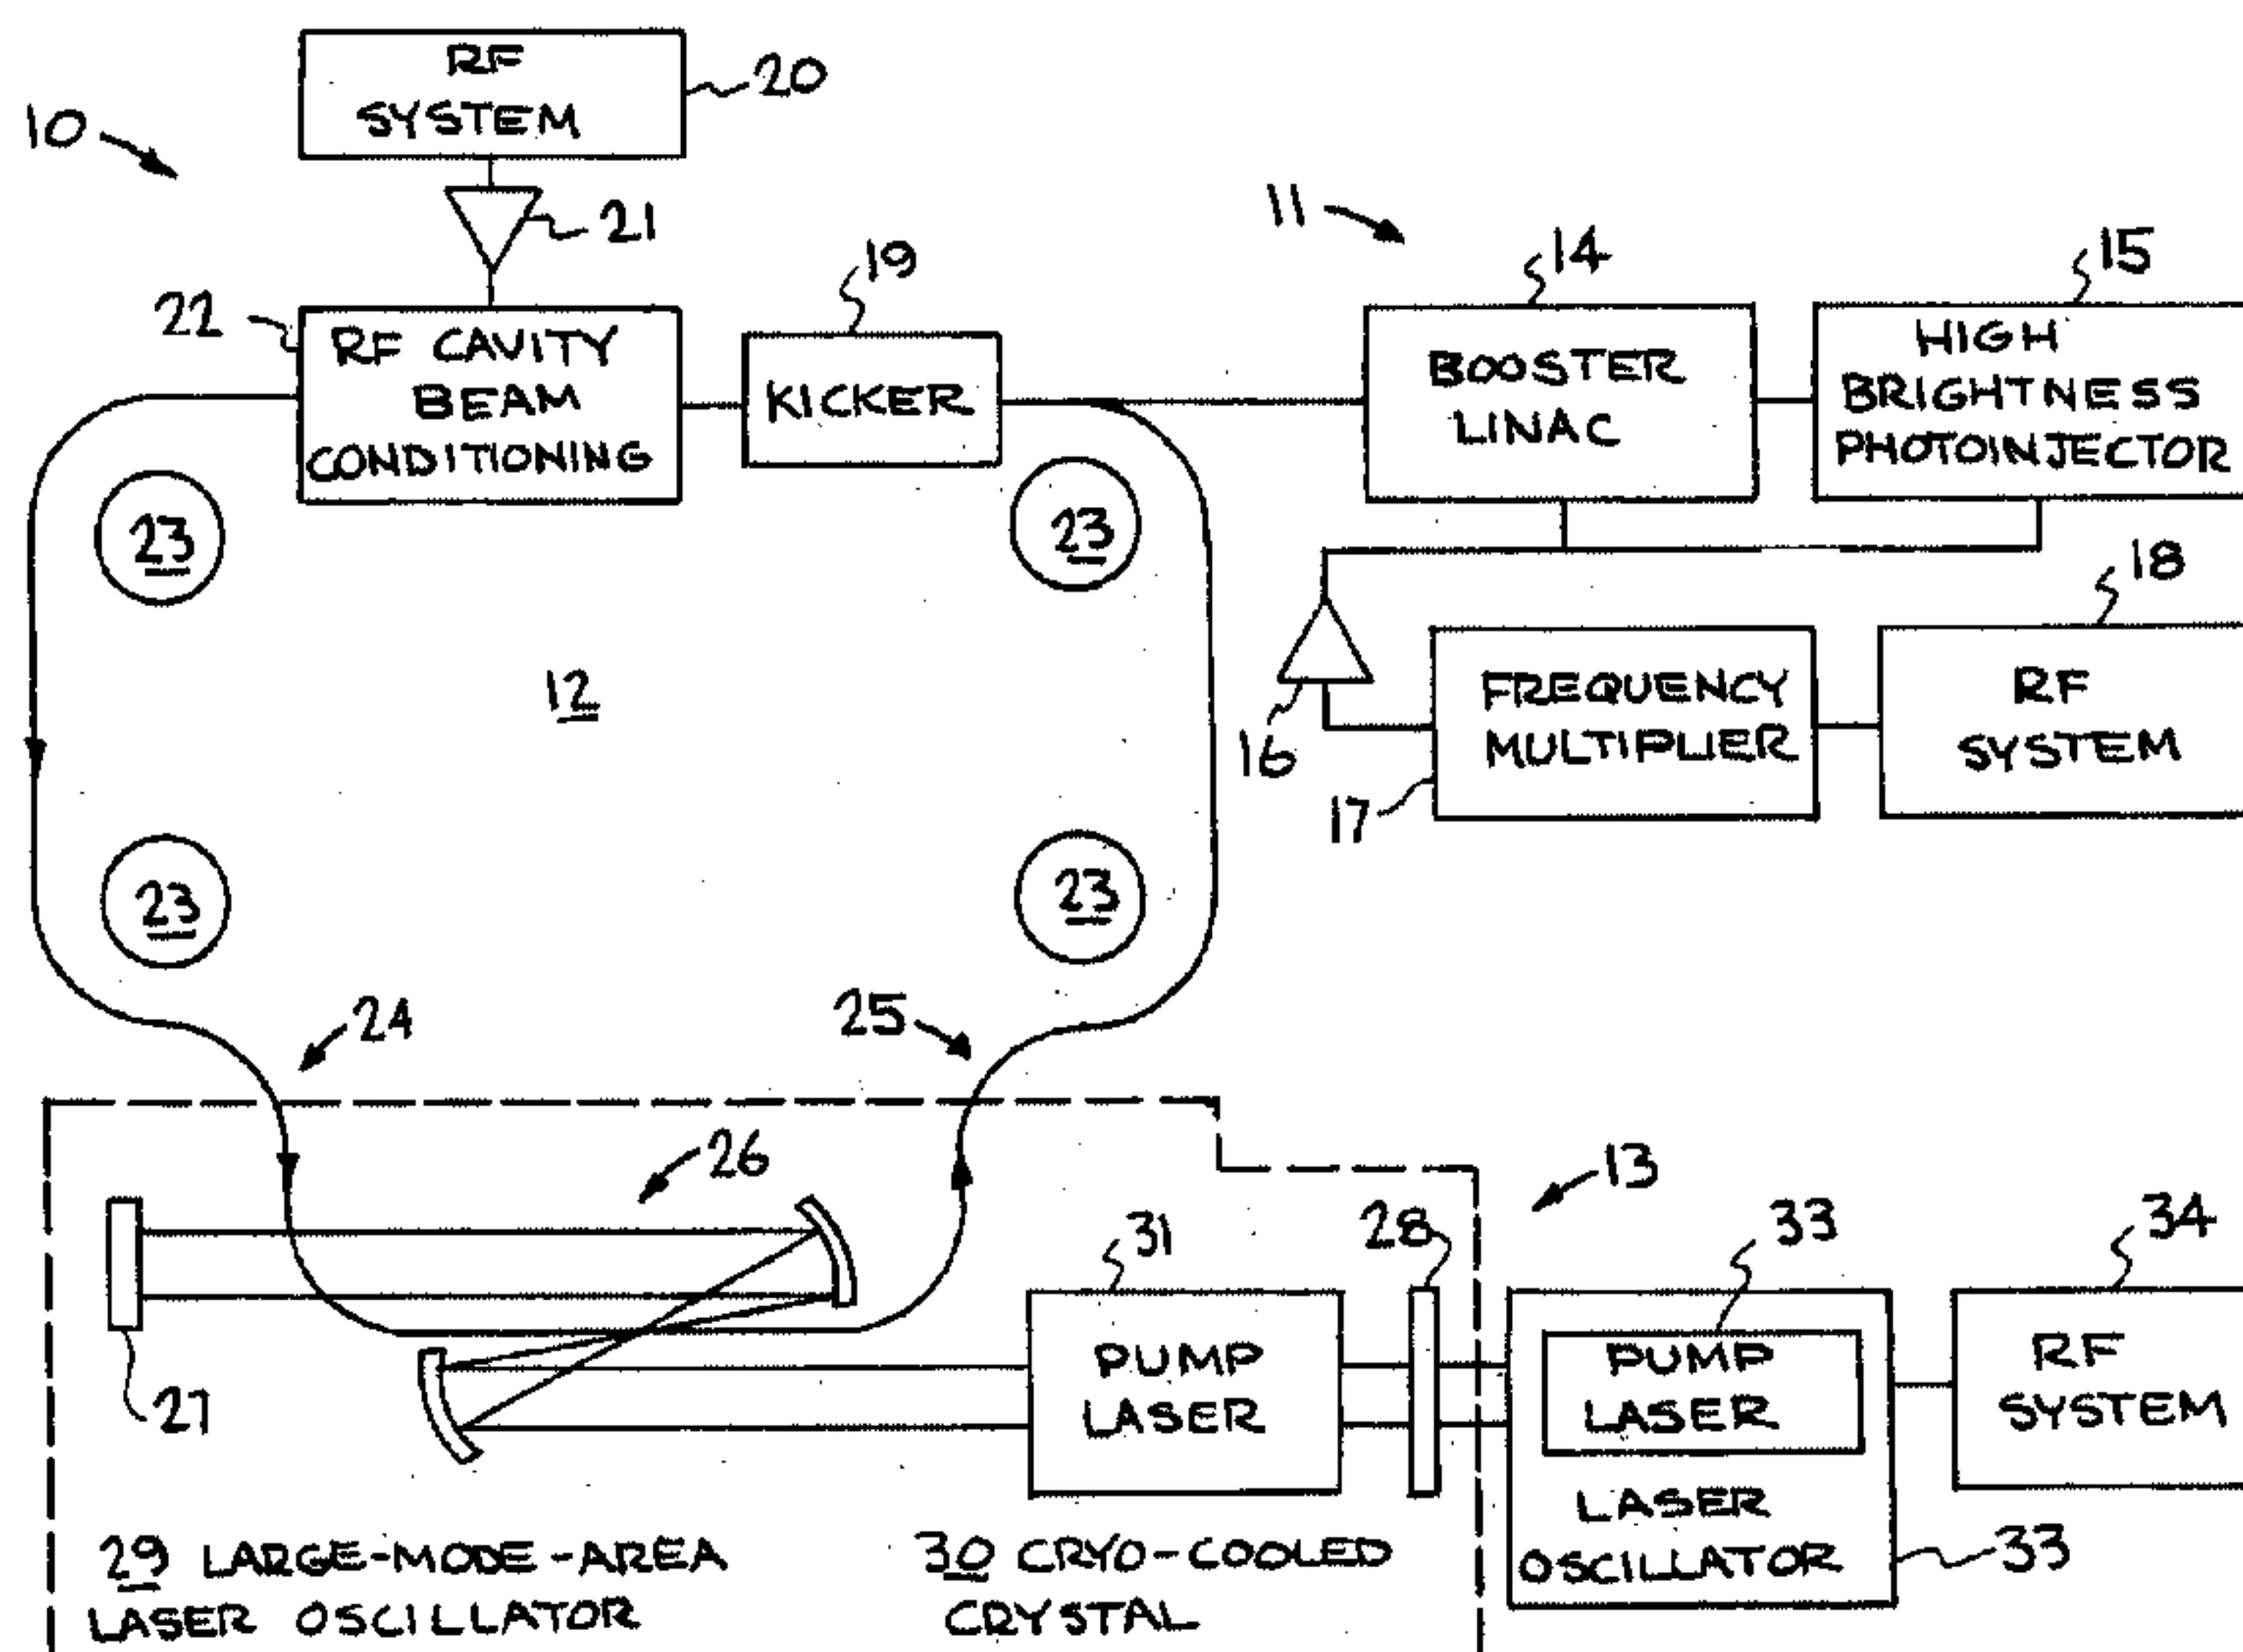 RF
SYSTEM
20
10
21
11
19
14
15
22
RF CAVITY
BEAM
CONDITIONING
KICKER
BOOSTER
LINAC
HIGH
BRIGHTNESS
PHOTOINJECTOR
23
23
18
12
16
FREQUENCY
MULTIPLIER
RF
SYSTEM
17
23
23
24
25
26
13
31
28
33
34
PUMP
LASER
PUMP
LASER
RF
SYSTEM
27
LASER
OSCILLATOR
33
29 LARGE-MODE-AREA
LASER OSCILLATOR
30 CRYO-COOLED
CRYSTAL